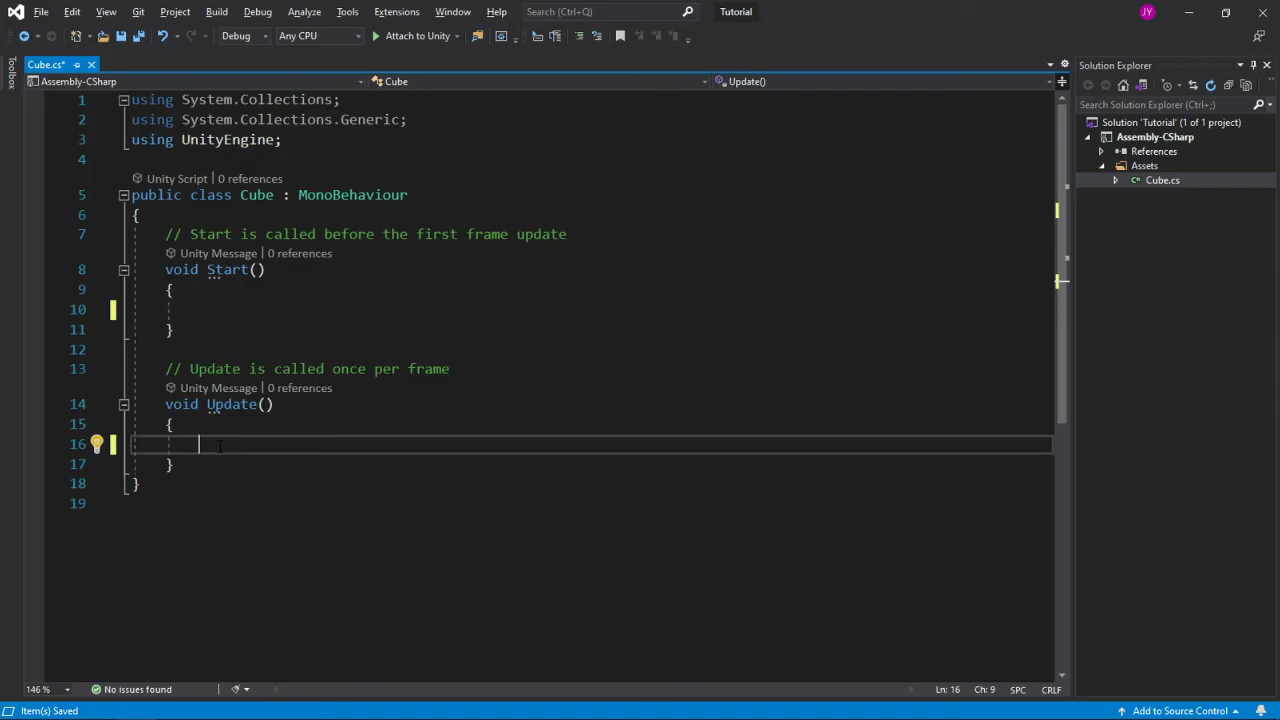 File Edit View Git Project Build Debug Analyze Tools Extensions Window Help Search (Ctrl+Q) Tutorial JY
Debug Any CPU Attach to Unity
Toolbox
Cube.cs*
Assembly-CSharp Cube Update()
1 using System.Collections;
2 using System.Collections.Generic;
3 using UnityEngine;
4
Unity Script | 0 references
5 public class Cube : MonoBehaviour
6 {
7 // Start is called before the first frame update
Unity Message | 0 references
8 void Start()
9 {
10
11 }
12
13 // Update is called once per frame
Unity Message | 0 references
14 void Update()
15 {
16
17 }
18 }
19
Solution Explorer
Search Solution Explorer (Ctrl+;)
Solution 'Tutorial' (1 of 1 project)
Assembly-CSharp
References
Assets
C# Cube.cs
146 % No issues found Ln: 16 Ch: 9 SPC CRLF
Item(s) Saved Add to Source Control